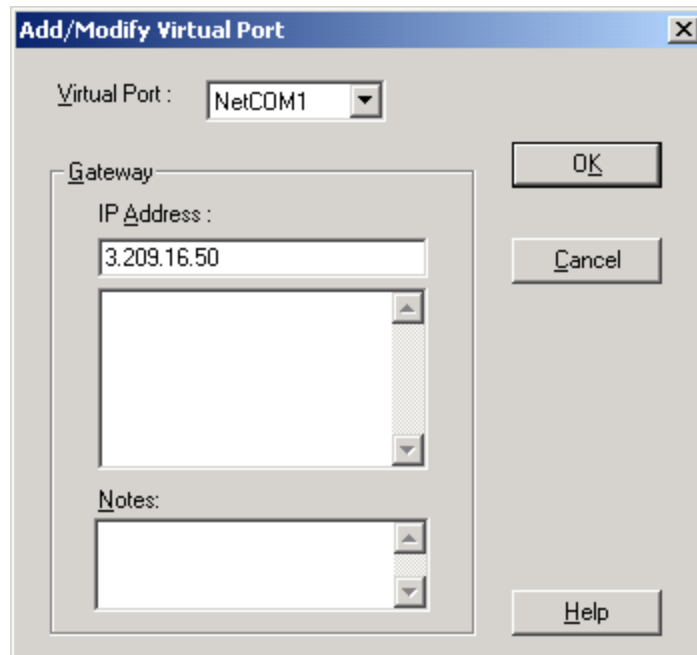 Add/Modify Virtual Port
Virtual Port : NetCOM1
Gateway
OK
IP Address :
3.209.16.50
Cancel
Notes:
Help